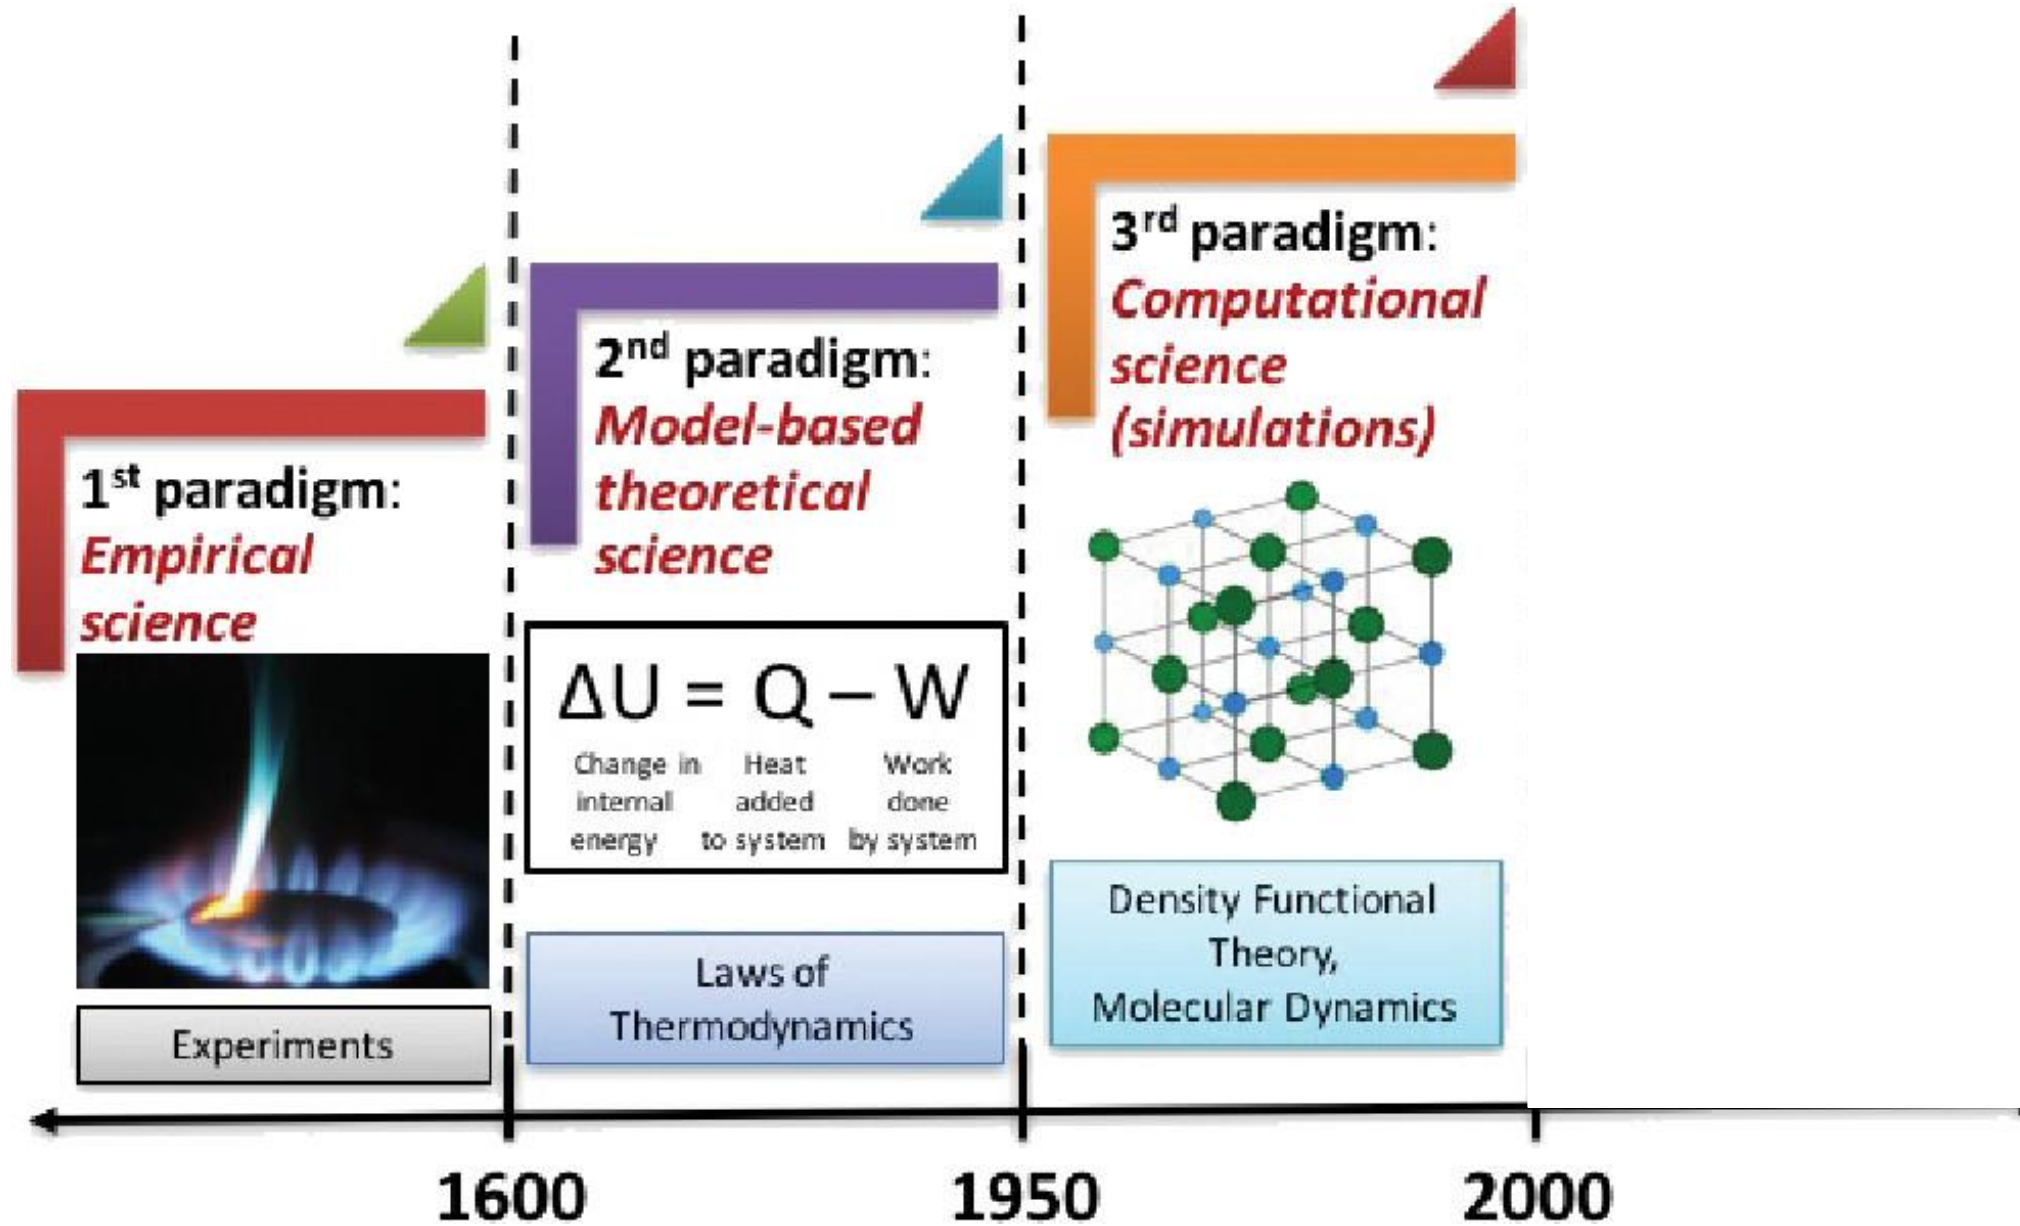 1st paradigm:
Empirical
science
Experiments
2nd paradigm:
Model-based
theoretical
science
ΔU = Q – W
Change in Heat Work
internal added done
energy to system by system
Laws of
Thermodynamics
3rd paradigm:
Computational
science
(simulations)
Density Functional
Theory,
Molecular Dynamics
1600 1950 2000